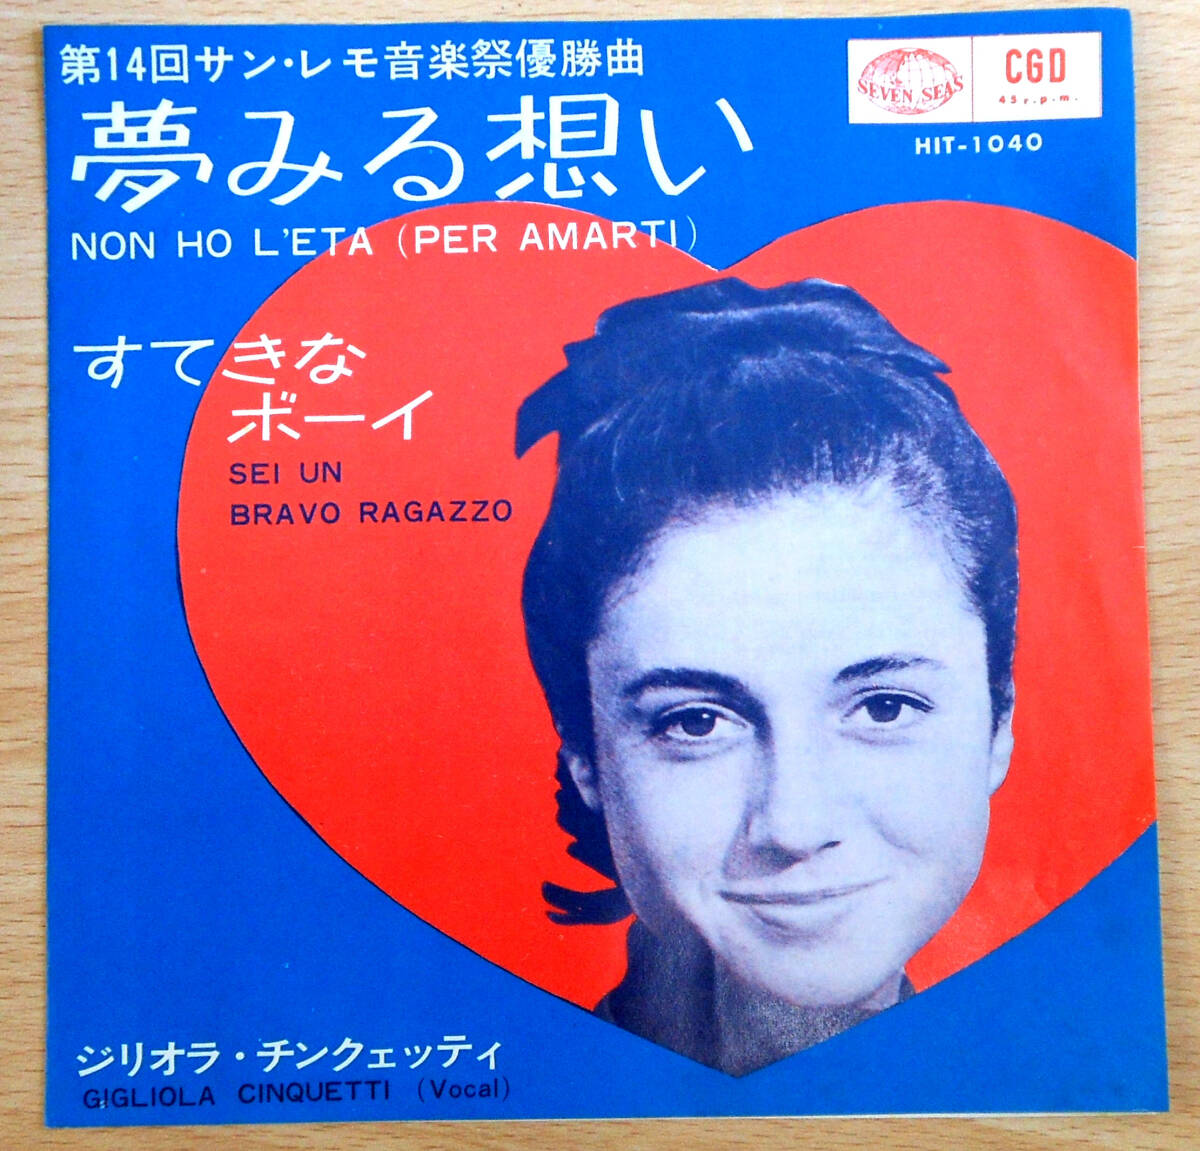 第14回サン・レモ音楽祭優勝曲
夢みる想い
NON HO L'ETA (PER AMARTI)
すてきな
ボーイ
SEI UN
BRAVO RAGAZZO
SEVEN SEAS
CGD
45 r.p.m.
HIT-1040
ジリオラ・チンクェッティ
GIGLIOLA CINQUETTI (Vocal)